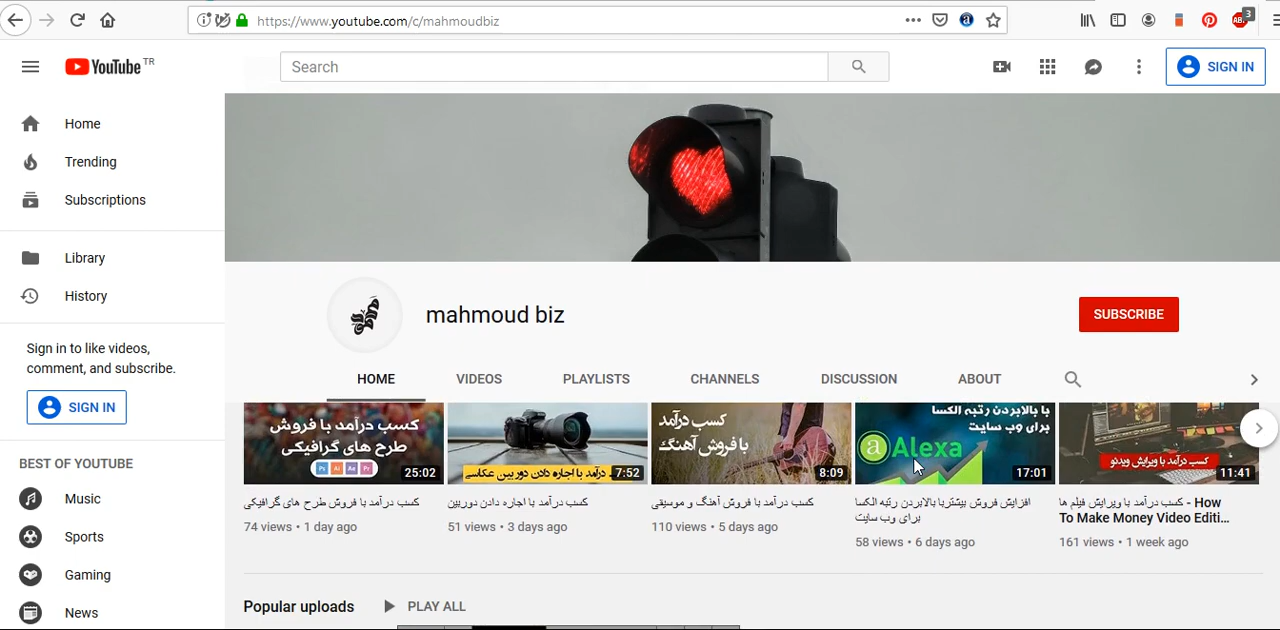 https://www.youtube.com/c/mahmoudbiz
3
YouTube TR
Search
SIGN IN
Home
Trending
Subscriptions
Library
History
Sign in to like videos,
comment, and subscribe.
SIGN IN
BEST OF YOUTUBE
Music
Sports
Gaming
News
mahmoud biz
SUBSCRIBE
HOME
VIDEOS
PLAYLISTS
CHANNELS
DISCUSSION
ABOUT
کسب درآمد با فروش
طرح های گرافیکی
Ps Ai Ae Pr
25:02
کسب درآمد با فروش طرح های گرافیکی
74 views • 1 day ago
درآمد با اجاره دادن دوربین عکاسی
7:52
کسب درآمد با اجاره دادن دوربین
51 views • 3 days ago
کسب درآمد
با فروش آهنگ
8:09
کسب درآمد با فروش آهنگ و موسیقی
110 views • 5 days ago
با بالابردن رتبه الکسا
برای وب سایت
a Alexa
17:01
افزایش فروش بیشتربا بالابردن رتبه الکسا
برای وب سایت
58 views • 6 days ago
کسب درآمد با ویرایش ویدئو
11:41
کسب درآمد با ویرایش فیلم ها - How
To Make Money Video Editi...
161 views • 1 week ago
Popular uploads
PLAY ALL